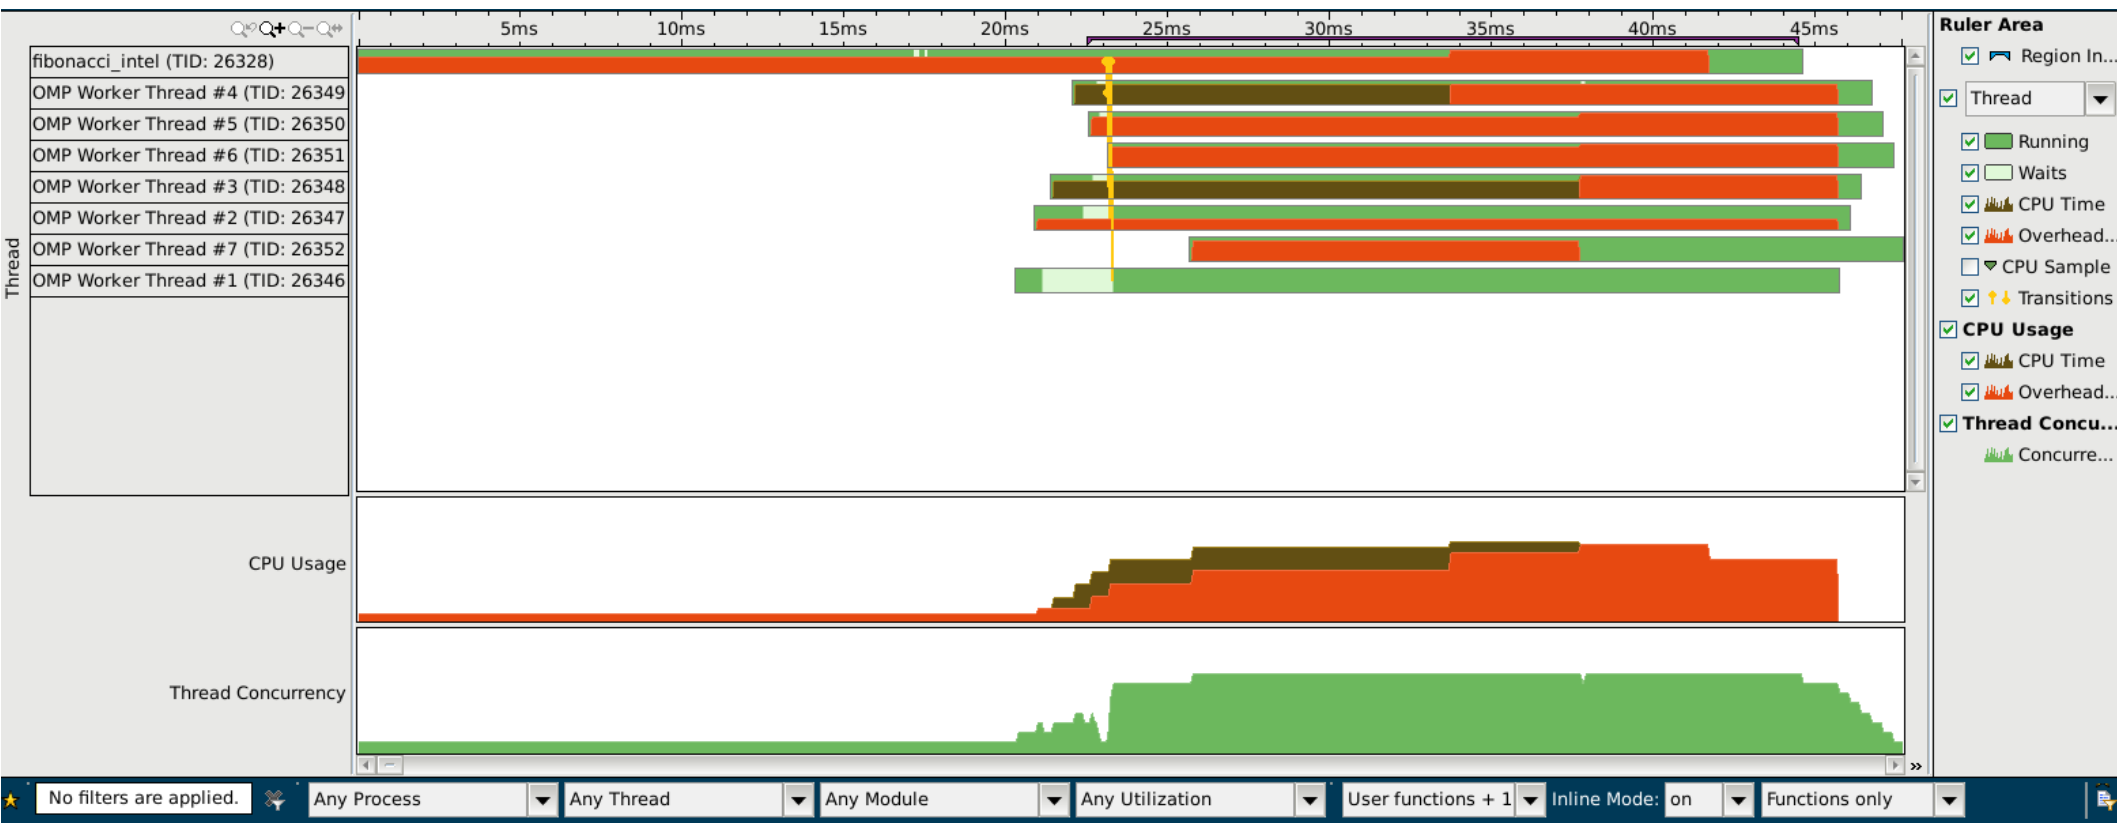 5ms 10ms 15ms 20ms 25ms 30ms 35ms 40ms 45ms
Thread
fibonacci_intel (TID: 26328)
OMP Worker Thread #4 (TID: 26349
OMP Worker Thread #5 (TID: 26350
OMP Worker Thread #6 (TID: 26351
OMP Worker Thread #3 (TID: 26348
OMP Worker Thread #2 (TID: 26347
OMP Worker Thread #7 (TID: 26352
OMP Worker Thread #1 (TID: 26346
CPU Usage
Thread Concurrency
Ruler Area
Region In...
Thread
Running
Waits
CPU Time
Overhead...
CPU Sample
Transitions
CPU Usage
CPU Time
Overhead...
Thread Concu...
Concurre...
No filters are applied. Any Process Any Thread Any Module Any Utilization User functions + 1 Inline Mode: on Functions only